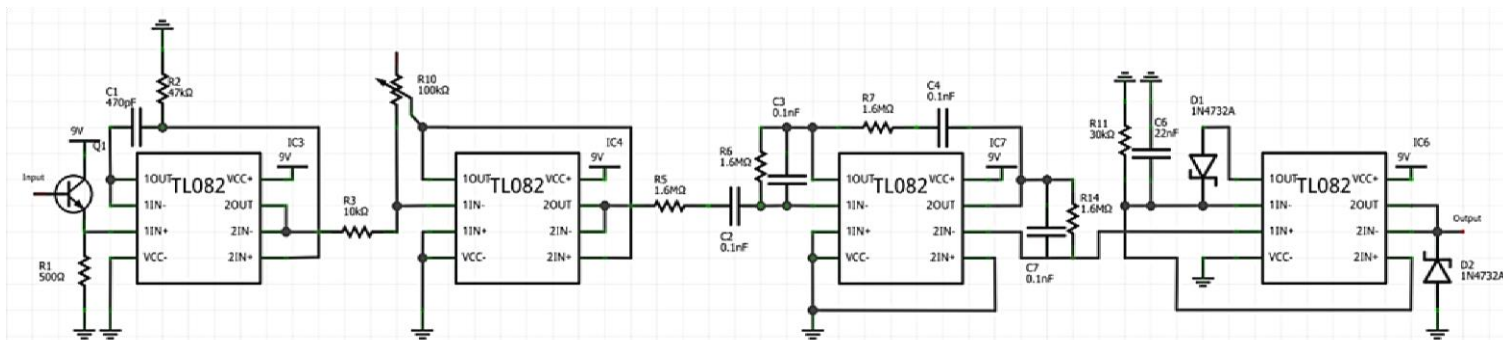 Input
9V
Q1
R1
500Ω
C1
470pF
R2
47kΩ
TL082
1OUT
1IN-
1IN+
VCC-
VCC+
2OUT
2IN-
2IN+
IC3
9V
R3
10kΩ
R10
100kΩ
TL082
1OUT
1IN-
1IN+
VCC-
VCC+
2OUT
2IN-
2IN+
IC4
9V
R5
1.6MΩ
C2
0.1nF
R6
1.6MΩ
C3
0.1nF
R7
1.6MΩ
C4
0.1nF
TL082
1OUT
1IN-
1IN+
VCC-
VCC+
2OUT
2IN-
2IN+
IC7
9V
R14
1.6MΩ
C7
0.1nF
R11
30kΩ
C6
22nF
D1
1N4732A
TL082
1OUT
1IN-
1IN+
VCC-
VCC+
2OUT
2IN-
2IN+
IC6
9V
Output
D2
1N4732A